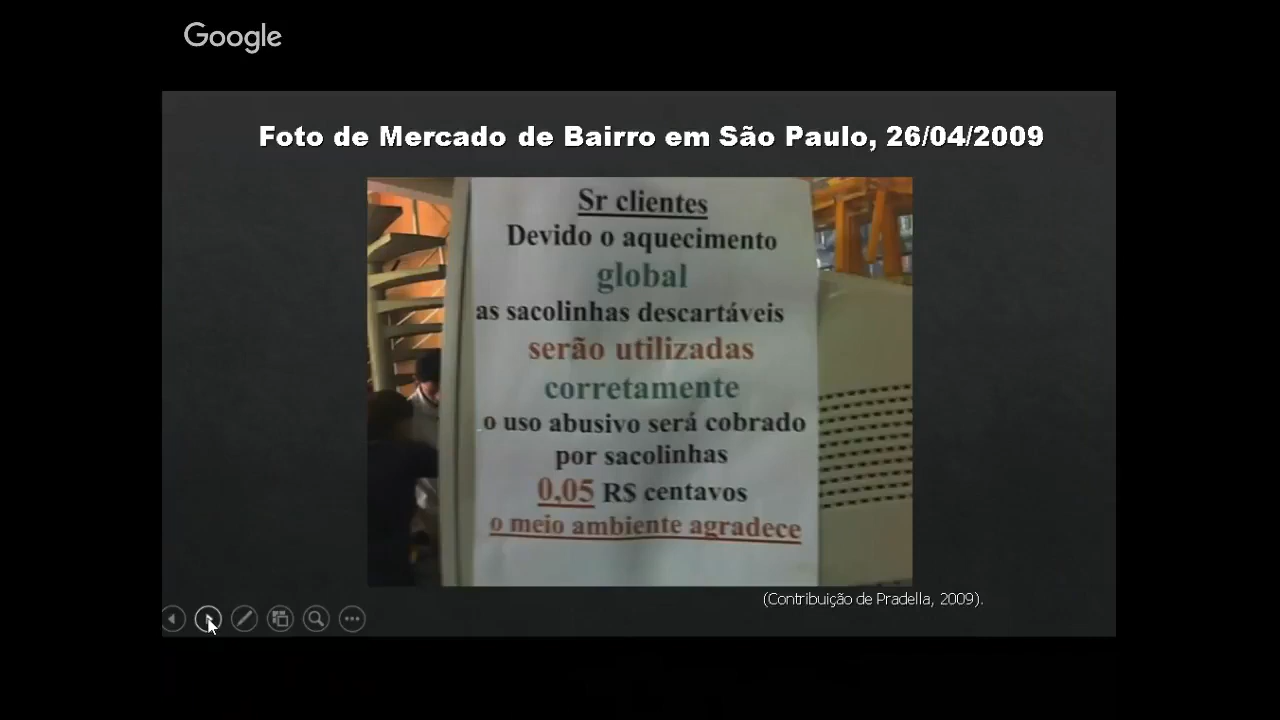 Google
Foto de Mercado de Bairro em São Paulo, 26/04/2009
Sr clientes
Devido o aquecimento
global
as sacolinhas descartáveis
serão utilizadas
corretamente
o uso abusivo será cobrado
por sacolinhas
0,05 R$ centavos
o meio ambiente agradece
(Contribuição de Pradella, 2009).